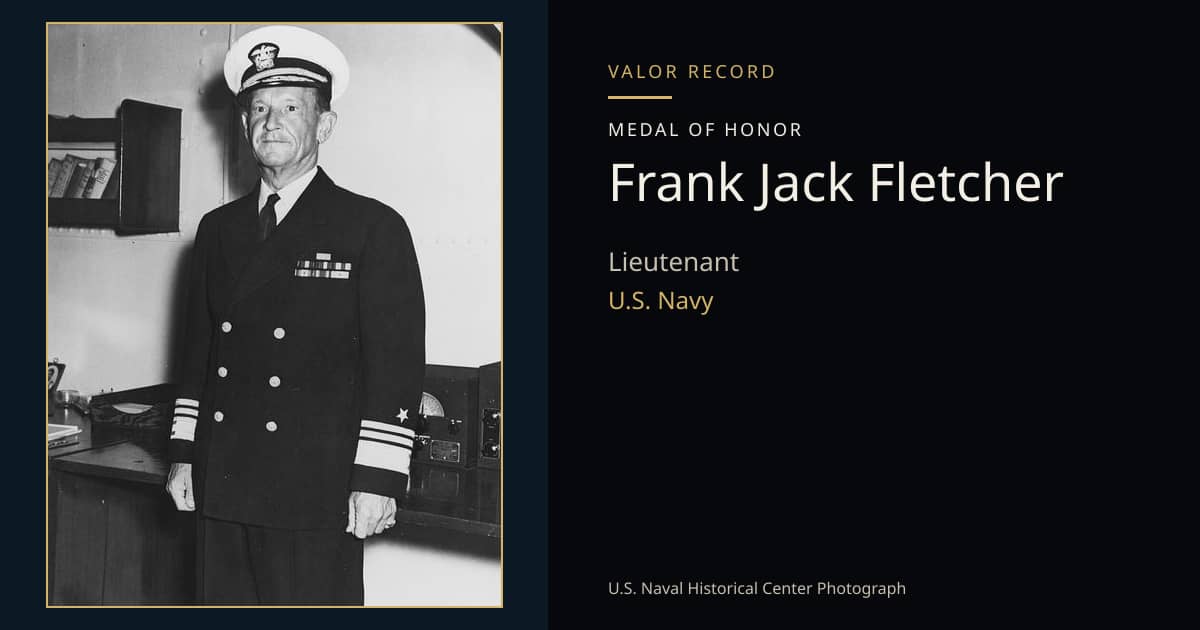 VALOR RECORD
MEDAL OF HONOR
Frank Jack Fletcher
Lieutenant
U.S. Navy
U.S. Naval Historical Center Photograph